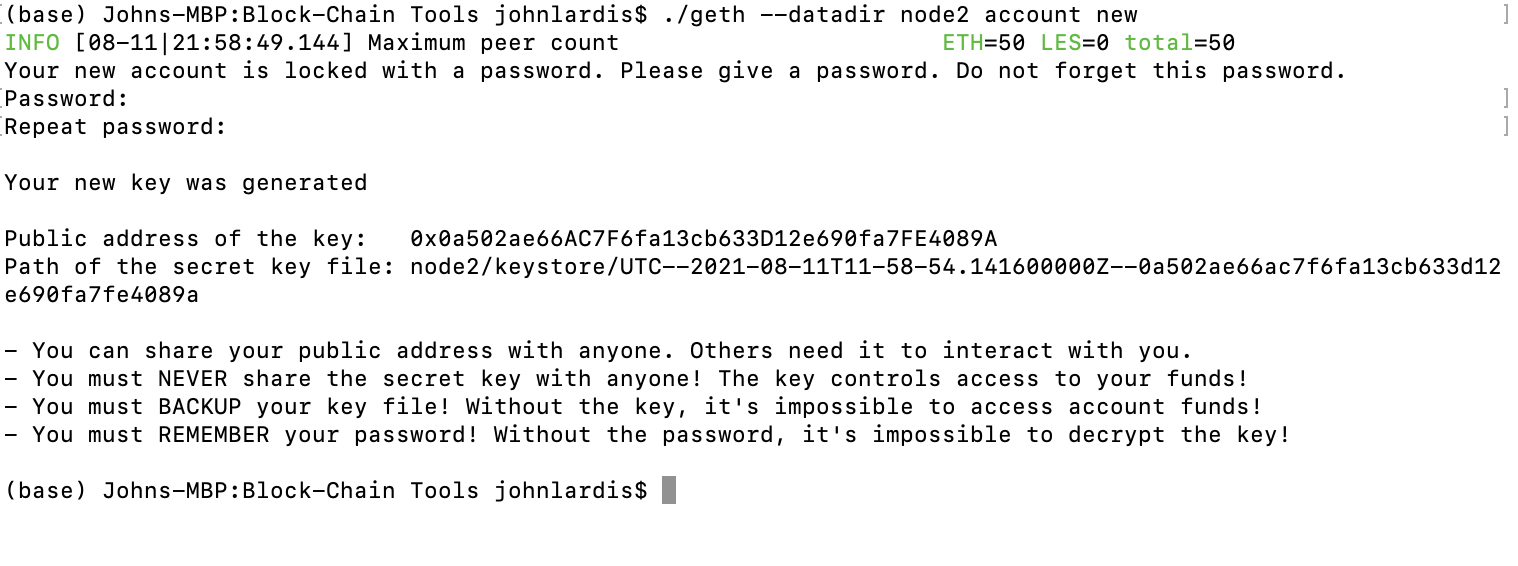 (base) Johns-MBP:Block-Chain Tools johnlardis$ ./geth --datadir node2 account new
INFO [08-11|21:58:49.144] Maximum peer count                       ETH=50 LES=0 total=50
Your new account is locked with a password. Please give a password. Do not forget this password.
Password:
Repeat password:

Your new key was generated

Public address of the key:   0x0a502ae66AC7F6fa13cb633D12e690fa7FE4089A
Path of the secret key file: node2/keystore/UTC--2021-08-11T11-58-54.141600000Z--0a502ae66ac7f6fa13cb633d12
e690fa7fe4089a

- You can share your public address with anyone. Others need it to interact with you.
- You must NEVER share the secret key with anyone! The key controls access to your funds!
- You must BACKUP your key file! Without the key, it's impossible to access account funds!
- You must REMEMBER your password! Without the password, it's impossible to decrypt the key!

(base) Johns-MBP:Block-Chain Tools johnlardis$